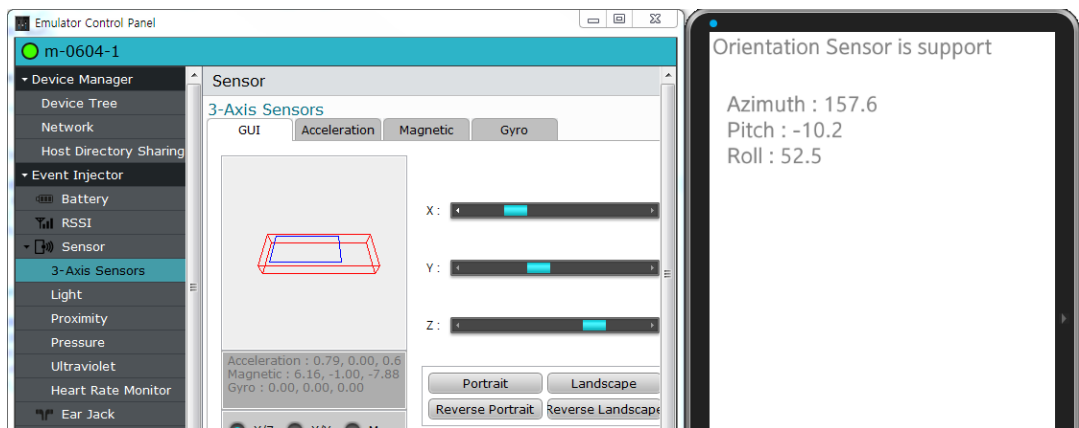 Emulator Control Panel
m-0604-1
Device Manager
Device Tree
Network
Host Directory Sharing
Event Injector
Battery
RSSI
Sensor
3-Axis Sensors
Light
Proximity
Pressure
Ultraviolet
Heart Rate Monitor
Ear Jack
Sensor
3-Axis Sensors
GUI Acceleration Magnetic Gyro
X :
Y :
Z :
Acceleration : 0.79, 0.00, 0.6
Magnetic : 6.16, -1.00, -7.88
Gyro : 0.00, 0.00, 0.00
Portrait Landscape
Reverse Portrait Reverse Landscape
Orientation Sensor is support
Azimuth : 157.6
Pitch : -10.2
Roll : 52.5